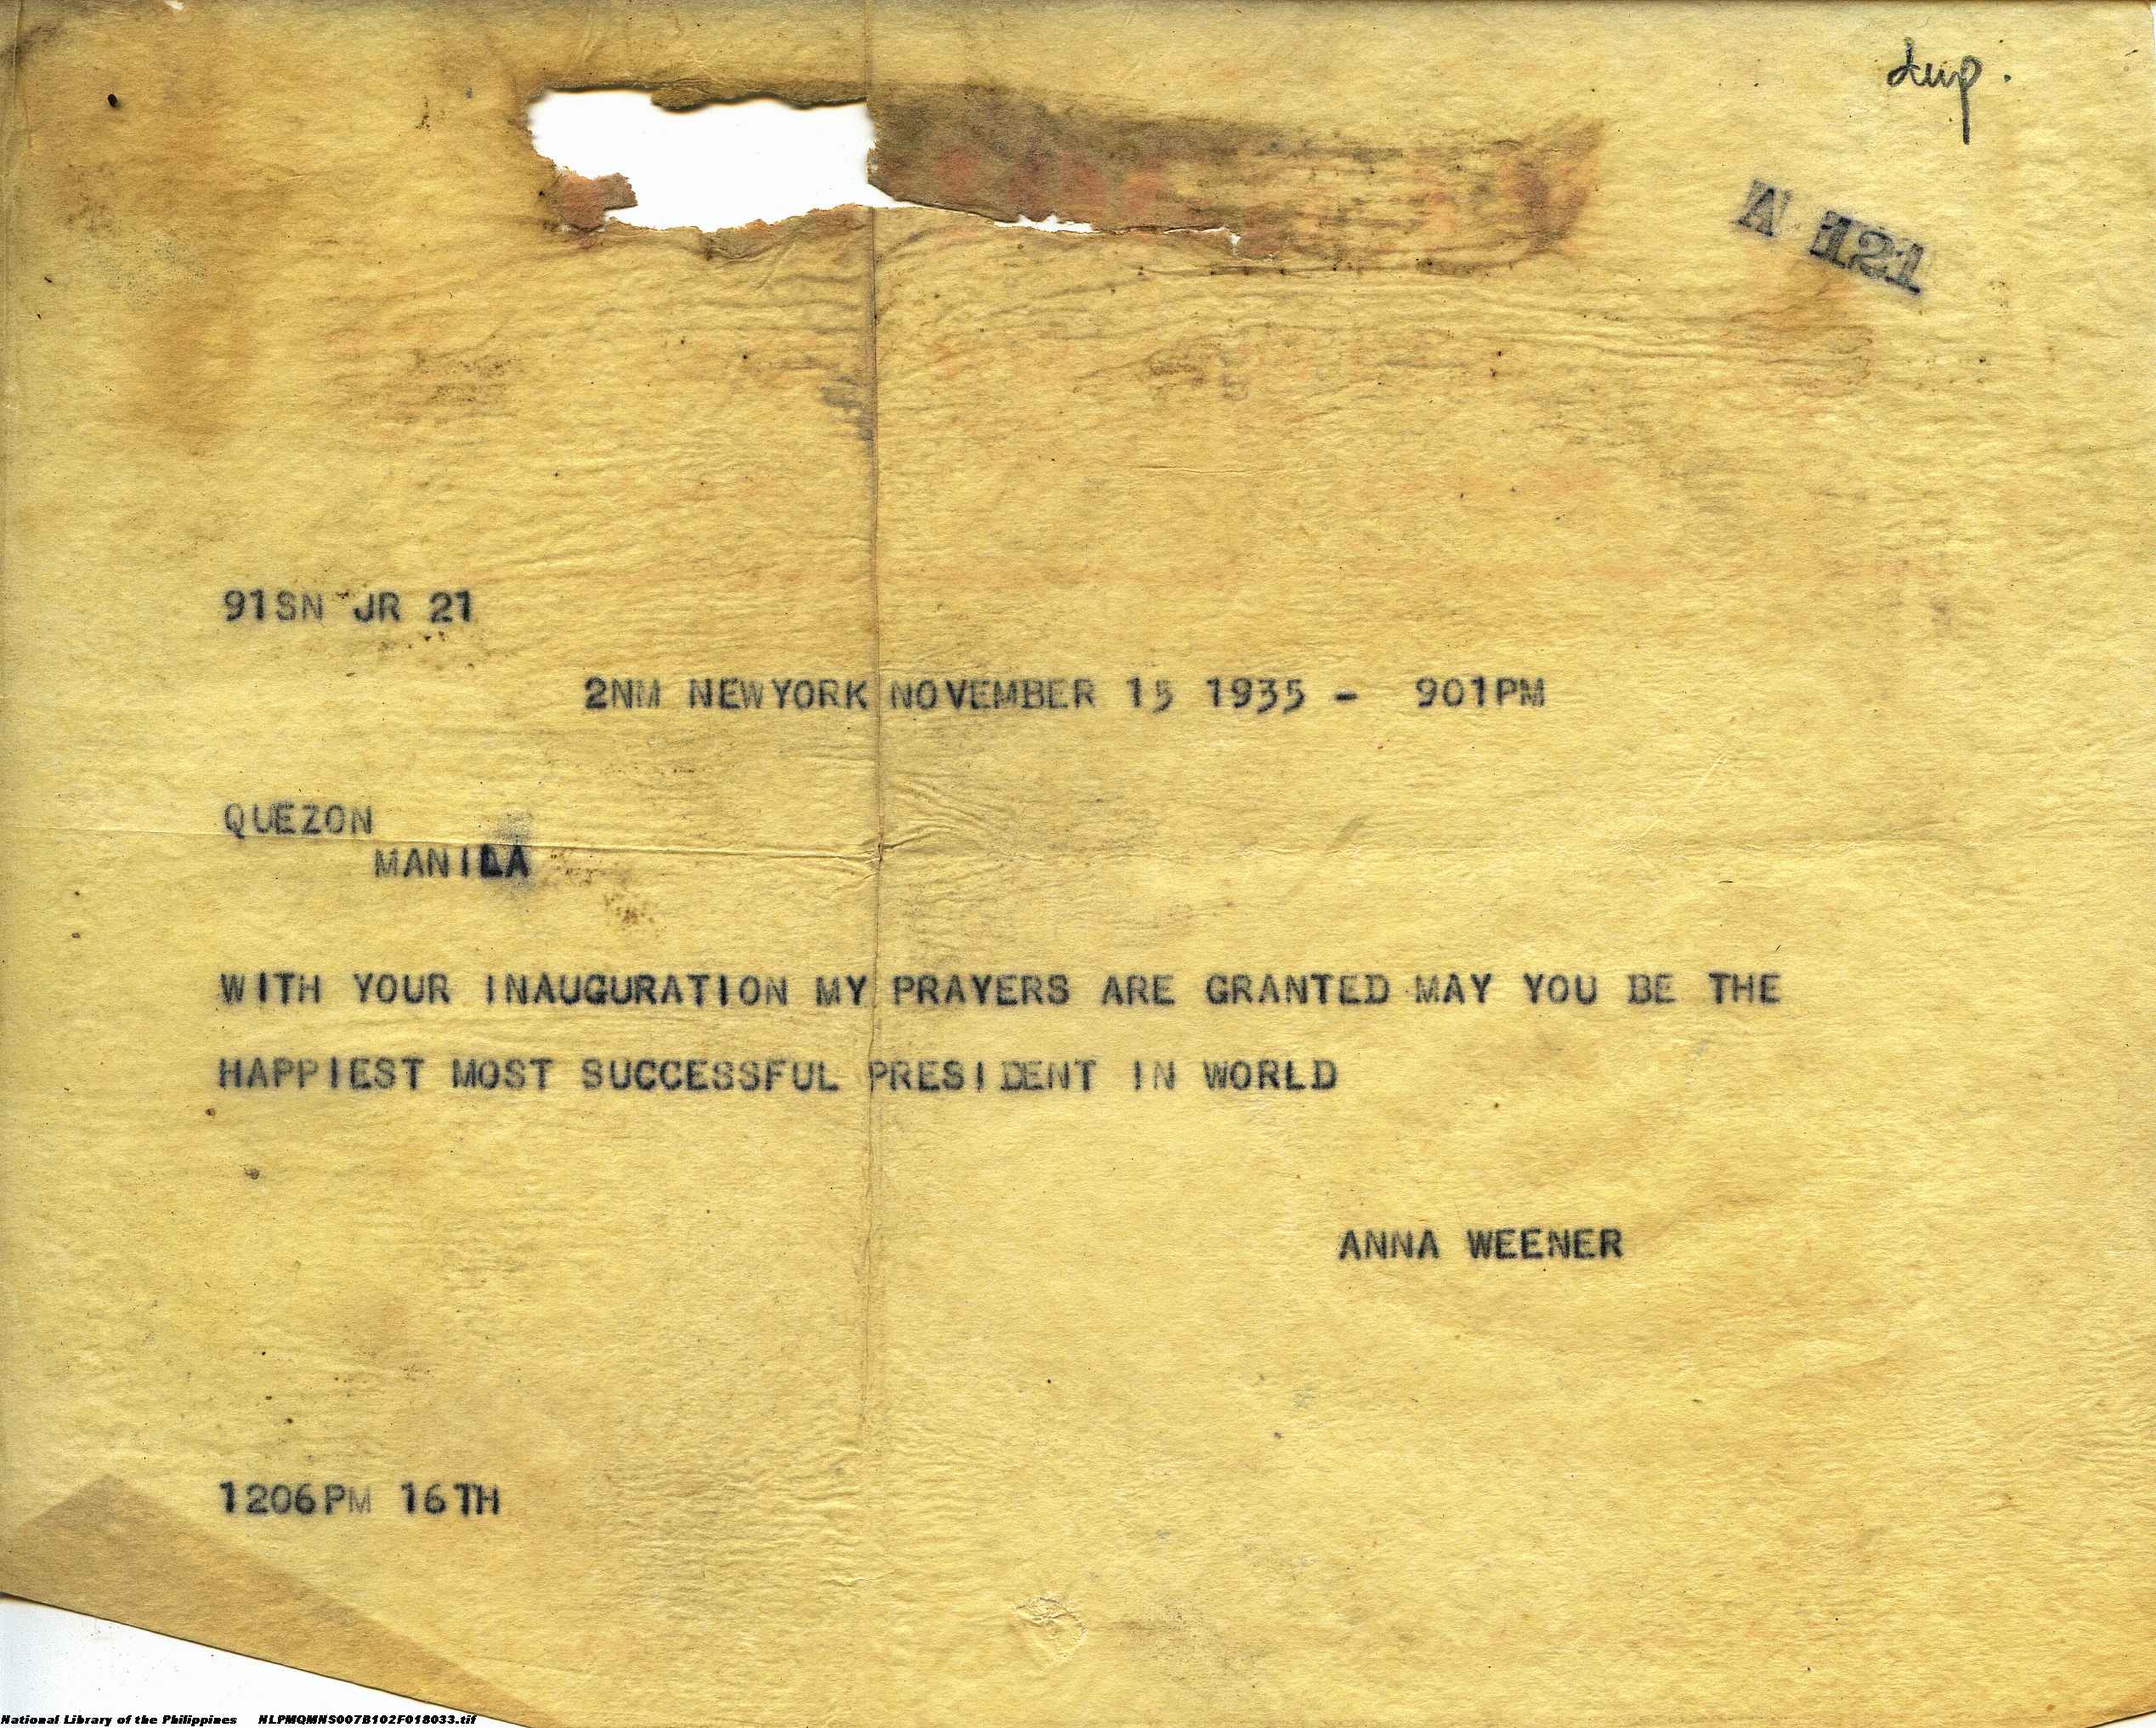 dup.
A 121
91SN JR 21
2NM NEWYORK NOVEMBER 15 1935 - 901PM
QUEZON
MANILA
WITH YOUR INAUGURATION MY PRAYERS ARE GRANTED MAY YOU BE THE
HAPPIEST MOST SUCCESSFUL PRESIDENT IN WORLD
ANNA WEENER
1206PM 16TH
National Library of the Philippines NLPMQMNS007B102F018033.tif